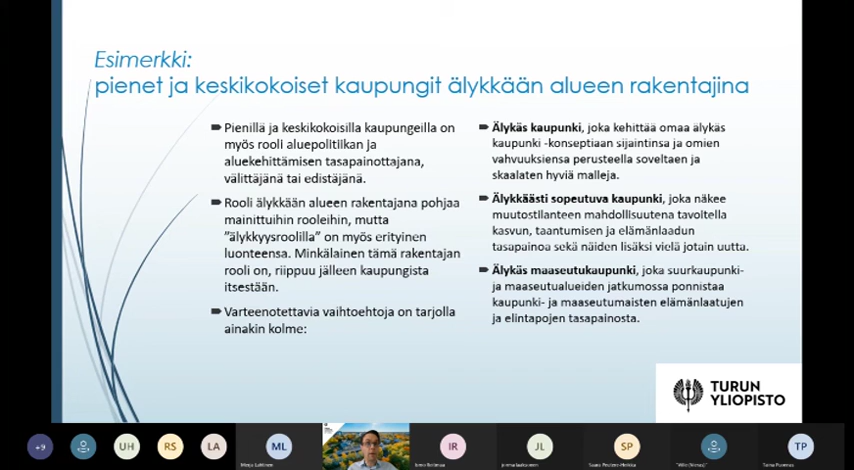 Esimerkki:
pienet ja keskikokoiset kaupungit älykkään alueen rakentajina
Pienillä ja keskikokoisilla kaupungeilla on
myös rooli aluepolitiikan ja
aluekehittämisen tasapainottajana,
välittäjänä tai edistäjänä.
Rooli älykkään alueen rakentajana pohjaa
mainittuihin rooleihin, mutta
”älykkyysroolilla” on myös erityinen
luonteensa. Minkälainen tämä rakentajan
rooli on, riippuu jälleen kaupungista
itsestään.
Varteenotettavia vaihtoehtoja on tarjolla
ainakin kolme:
Älykäs kaupunki, joka kehittää omaa älykäs
kaupunki -konseptiaan sijaintinsa ja omien
vahvuuksiensa perusteella soveltaen ja
skaalaten hyviä malleja.
Älykkäästi sopeutuva kaupunki, joka näkee
muutostilanteen mahdollisuutena tavoitella
kasvun, taantumisen ja elämänlaadun
tasapainoa sekä näiden lisäksi vielä jotain uutta.
Älykäs maaseutukaupunki, joka suurkaupunki-
ja maaseutualueiden jatkumossa ponnistaa
kaupunki- ja maaseutumaisten elämänlaatujen
ja elintapojen tasapainosta.
TURUN
YLIOPISTO
+9
UH
RS
LA
ML
IR
JL
SP
TP